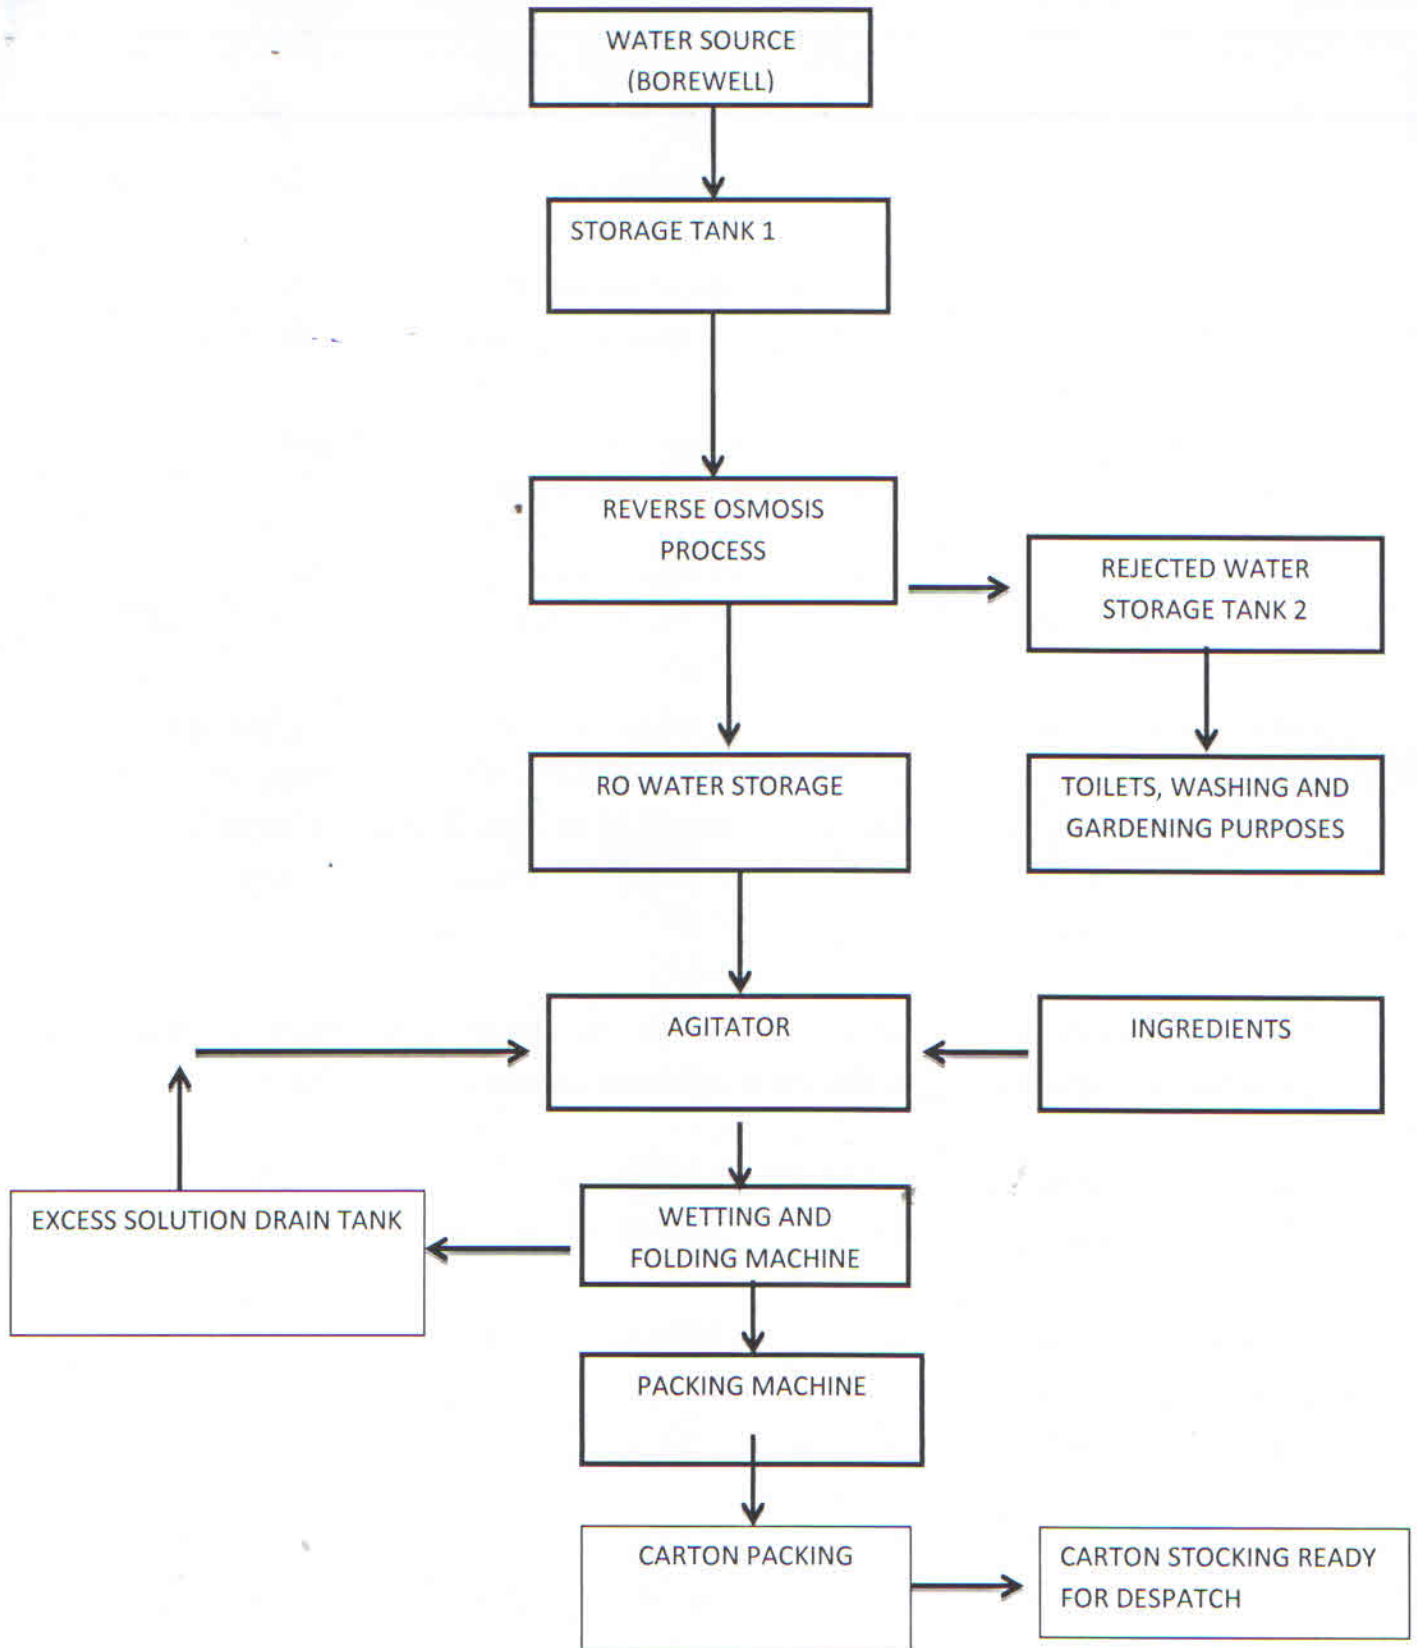 WATER SOURCE
(BOREWELL)
STORAGE TANK 1
REVERSE OSMOSIS
PROCESS
REJECTED WATER
STORAGE TANK 2
RO WATER STORAGE
TOILETS, WASHING AND
GARDENING PURPOSES
AGITATOR
INGREDIENTS
EXCESS SOLUTION DRAIN TANK
WETTING AND
FOLDING MACHINE
PACKING MACHINE
CARTON PACKING
CARTON STOCKING READY
FOR DESPATCH